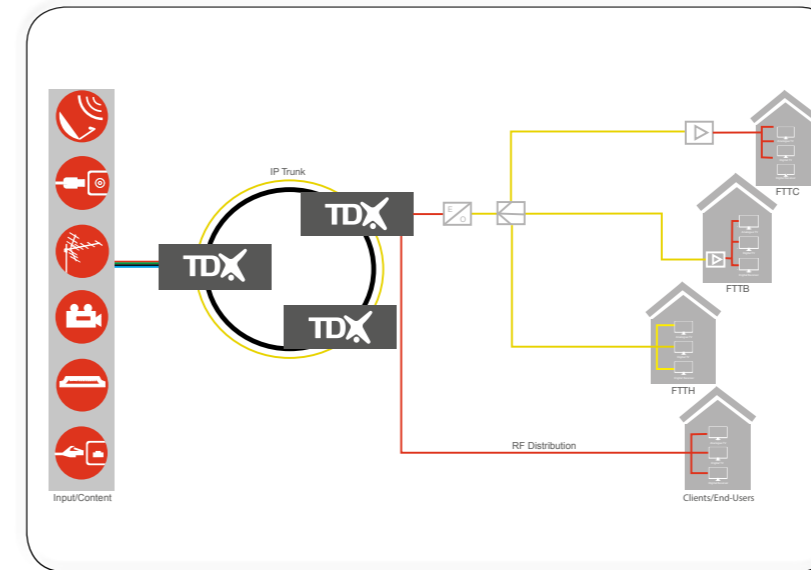 IP Trunk
TDX
TDX
TDX
E
O
FTTC
FTTB
FTTH
RF Distribution
Input/Content
Clients/End-Users